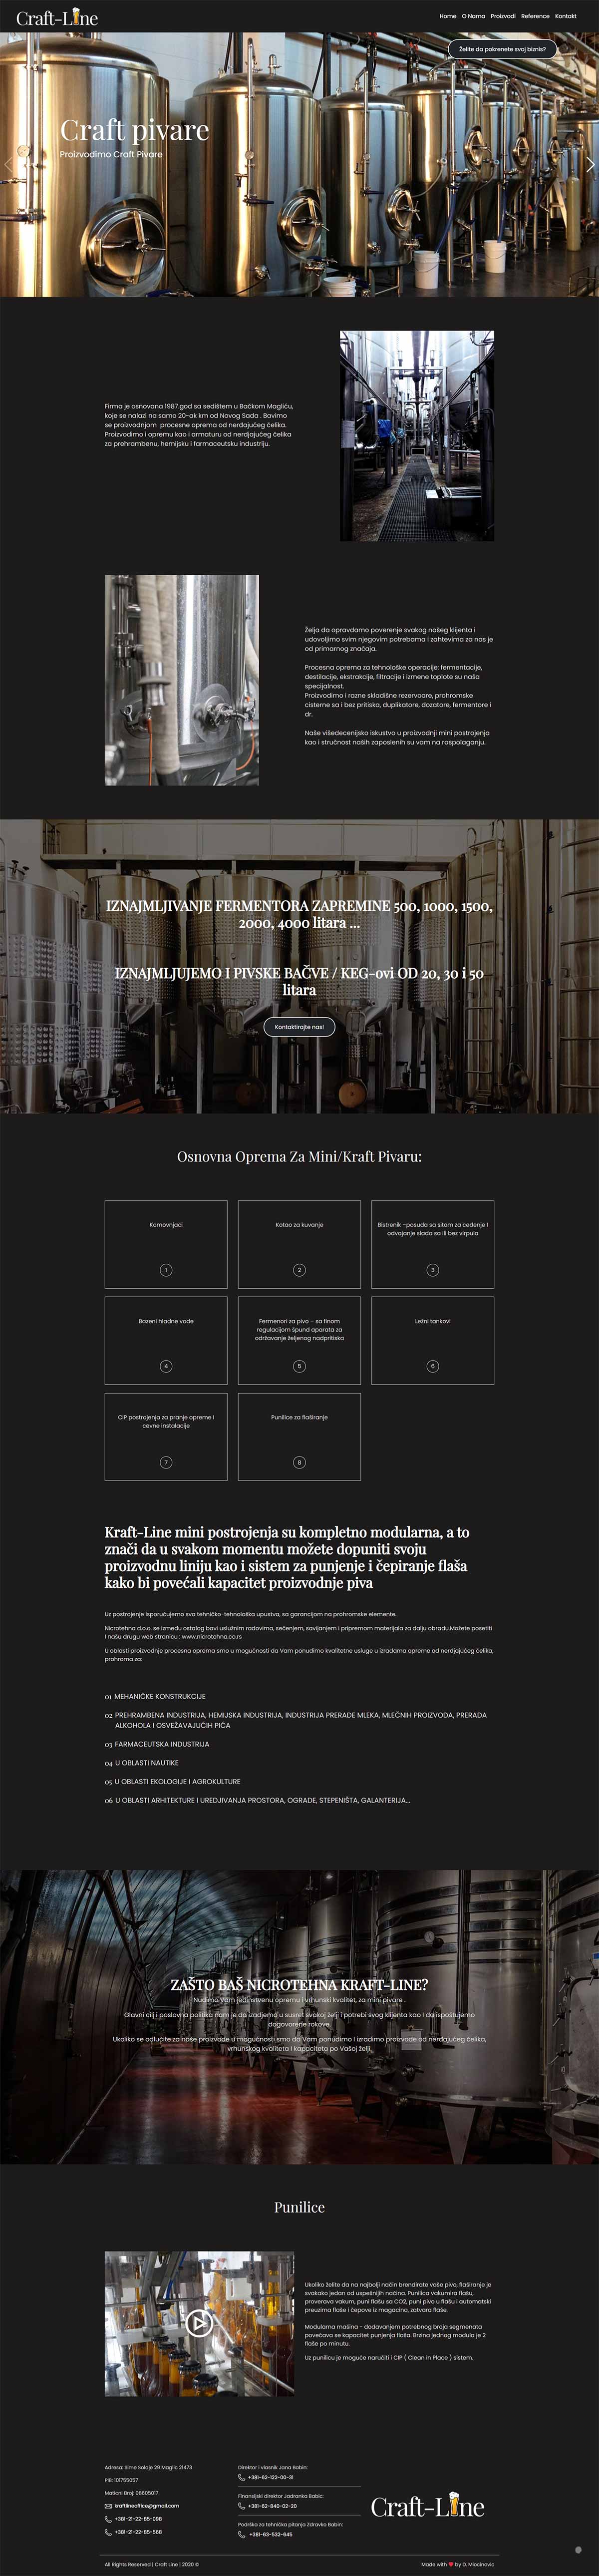 Craft-Line
Home O Nama Proizvodi Reference Kontakt
Želite da pokrenete svoj biznis?
Craft pivare
Proizvodimo Craft Pivare
Firma je osnovana 1987.god sa sedištem u Bačkom Magliću,
koje se nalazi na samo 20-ak km od Novog Sada . Bavimo
se proizvodnjom procesne oprema od nerđajućeg čelika.
Proizvodimo i opremu kao i armaturu od nerdjajućeg čelika
za prehrambenu, hemijsku i farmaceutsku industriju.
Želja da opravdamo poverenje svakog našeg klijenta i
udovoljimo svim njegovim potrebama i zahtevima za nas je
od primarnog značaja.
Procesna oprema za tehnološke operacije: fermentacije,
destilacije, ekstrakcije, filtracije i izmene toplote su naša
specijalnost.
Proizvodimo i razne skladišne rezervoare, prohromske
cisterne sa i bez pritiska, duplikatore, dozatore, fermentore i
dr.
Naše višedecenijsko iskustvo u proizvodnji mini postrojenja
kao i stručnost naših zaposlenih su vam na raspolaganju.
IZNAJMLJIVANJE FERMENTORA ZAPREMINE 500, 1000, 1500,
2000, 4000 litara ...
IZNAJMLJUJEMO I PIVSKE BAČVE / KEG-ovi OD 20, 30 i 50
litara
Kontaktirajte nas!
Osnovna Oprema Za Mini/Kraft Pivaru:
Komovnjaci
1
Kotao za kuvanje
2
Bistrenik –posuda sa sitom za ceđenje I
odvajanje slada sa ili bez virpula
3
Bazeni hladne vode
4
Fermenori za pivo – sa finom
regulacijom špund aparata za
održavanje željenog nadpritiska
5
Ležni tankovi
6
CIP postrojenja za pranje opreme I
cevne instalacije
7
Punilice za flaširanje
8
Kraft-Line mini postrojenja su kompletno modularna, a to
znači da u svakom momentu možete dopuniti svoju
proizvodnu liniju kao i sistem za punjenje i čepiranje flaša
kako bi povećali kapacitet proizvodnje piva
Uz postrojenje isporučujemo sva tehničko-tehnološka upustva, sa garancijom na prohromske elemente.
Nicrotehna d.o.o. se između ostalog bavi uslužnim radovima, sečenjem, savijanjem i pripremom materijala za dalju obradu.Možete posetiti
I našu drugu web stranicu : www.nicrotehna.co.rs
U oblasti proizvodnje procesna oprema smo u mogućnosti da Vam ponudimo kvalitetne usluge u izradama opreme od nerdjajućeg čelika,
prohroma za:
01 MEHANIČKE KONSTRUKCIJE
02 PREHRAMBENA INDUSTRIJA, HEMIJSKA INDUSTRIJA, INDUSTRIJA PRERADE MLEKA, MLEČNIH PROIZVODA, PRERADA
ALKOHOLA I OSVEŽAVAJUĆIH PIĆA
03 FARMACEUTSKA INDUSTRIJA
04 U OBLASTI NAUTIKE
05 U OBLASTI EKOLOGIJE I AGROKULTURE
06 U OBLASTI ARHITEKTURE I UREDJIVANJA PROSTORA, OGRADE, STEPENIŠTA, GALANTERIJA...
ZAŠTO BAŠ NICROTEHNA KRAFT-LINE?
Nudimo Vam jedinstvenu opremu i vrhunski kvalitet, za mini pivare .
Glavni cilj i poslovna politika nam je da izadjemo u susret svakoj želji i potrebi svog klijenta kao I da ispoštujemo
dogovorene rokove.
Ukoliko se odlučite za naše proizvode u mogućnosti smo da Vam ponudimo I izradimo proizvode od nerdajućeg čelika,
vrhunskog kvaliteta I kapaciteta po Vašoj želji.
Punilice
Ukoliko želite da na najbolji način brendirate vaše pivo, flaširanje je
svakako jedan od uspešnijih načina. Punilica vakumira flašu,
proverava vakum, puni flašu sa CO2, puni pivo u flašu i automatski
preuzima flaše I čepove iz magacina, zatvara flaše.
Modularna mašina - dodavanjem potrebnog broja segmenata
povećava se kapacitet punjenja flaša. Brzina jednog modula je 2
flaše po minutu.
Uz punilicu je moguće naručiti i CIP ( Clean in Place ) sistem.
Adresa: Sime Solaje 29 Maglic 21473
PIB: 101755057
Maticni Broj: 08605017
kraftlineoffice@gmail.com
+381-21-22-85-098
+381-21-22-85-568
Direktor i vlasnik Jana Babin:
+381-62-122-00-31
Finansijski direktor Jadranka Babic:
+381-62-840-02-20
Podrška za tehnička pitanja Zdravko Babin:
+381-63-532-645
Craft-Line
All Rights Reserved | Craft Line | 2020 ©
Made with ❤ by D. Miocinovic